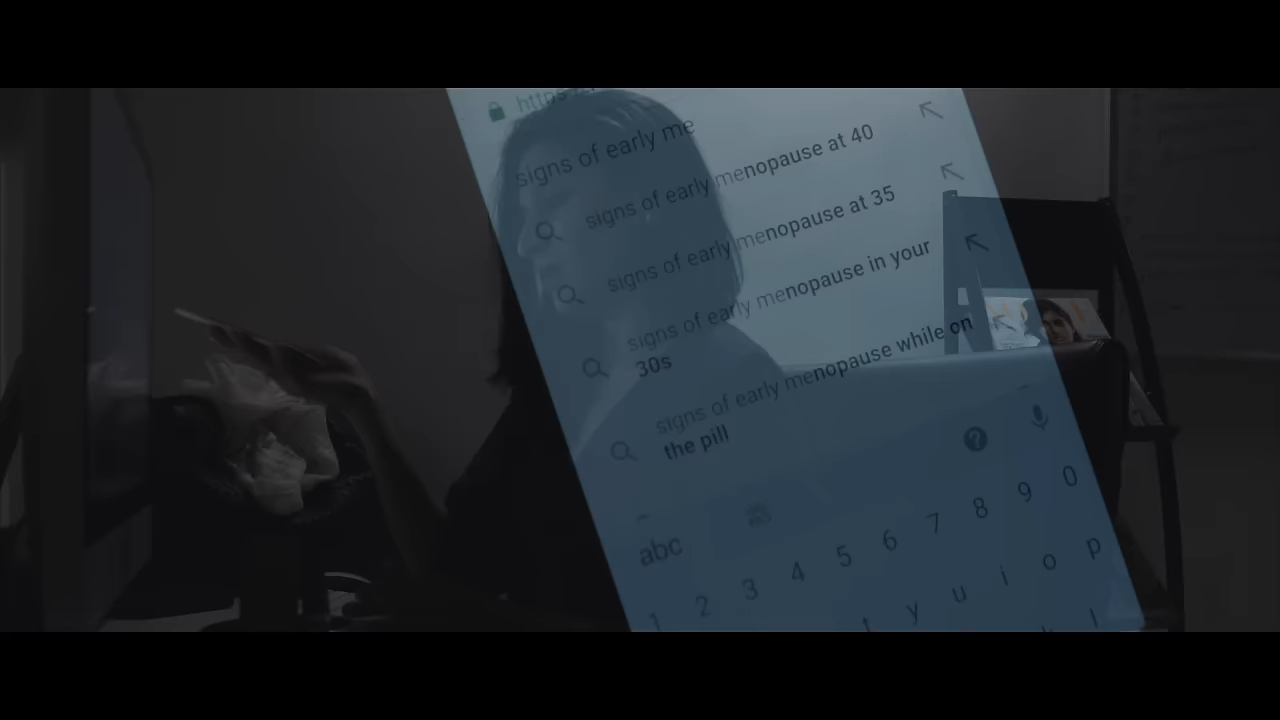 https:/
signs of early me
signs of early menopause at 40
signs of early menopause at 35
signs of early menopause in your
30s
signs of early menopause while on
the pill
abc
1 2 3 4 5 6 7 8 9 0
t y u i o p
k l